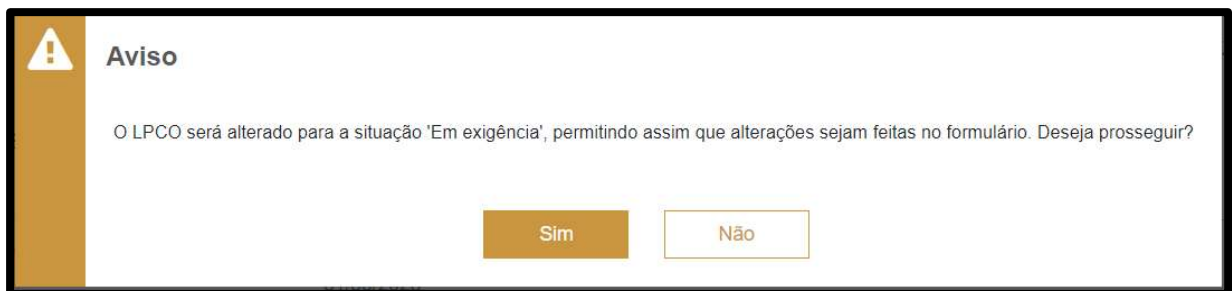 Aviso
O LPCO será alterado para a situação 'Em exigência', permitindo assim que alterações sejam feitas no formulário. Deseja prosseguir?
Sim Não